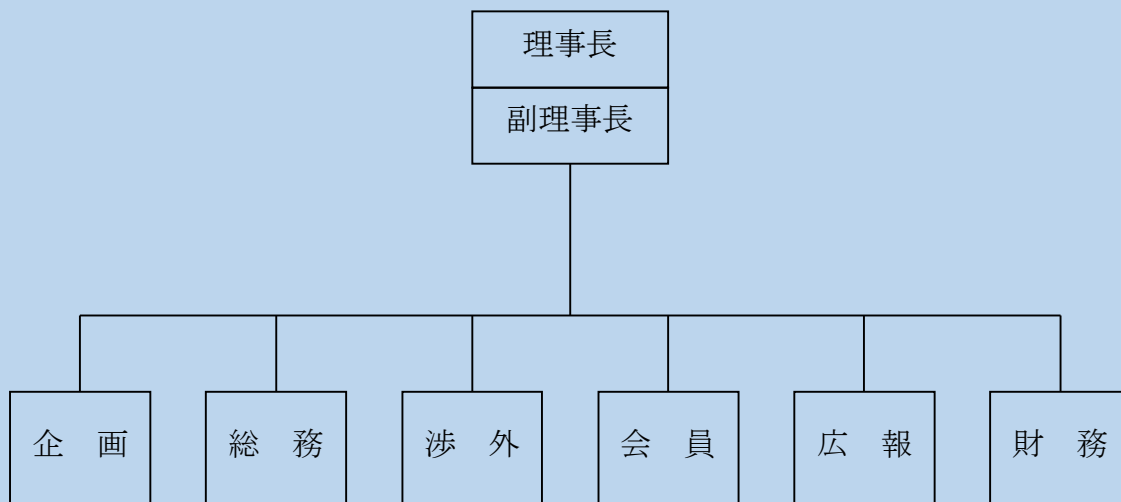 理事長
副理事長
企　画
総　務
渉　外
会　員
広　報
財　務